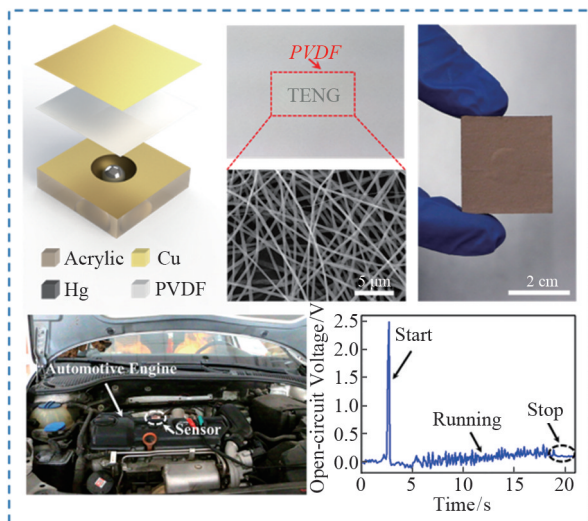 PVDF
TENG
Acrylic
Cu
Hg
PVDF
5 μm
2 cm
Automotive Engine
Sensor
Open-circuit Voltage/V
2.5
2.0
1.5
1.0
0.5
0.0
Start
Running
Stop
0
5
10
15
20
Time/s